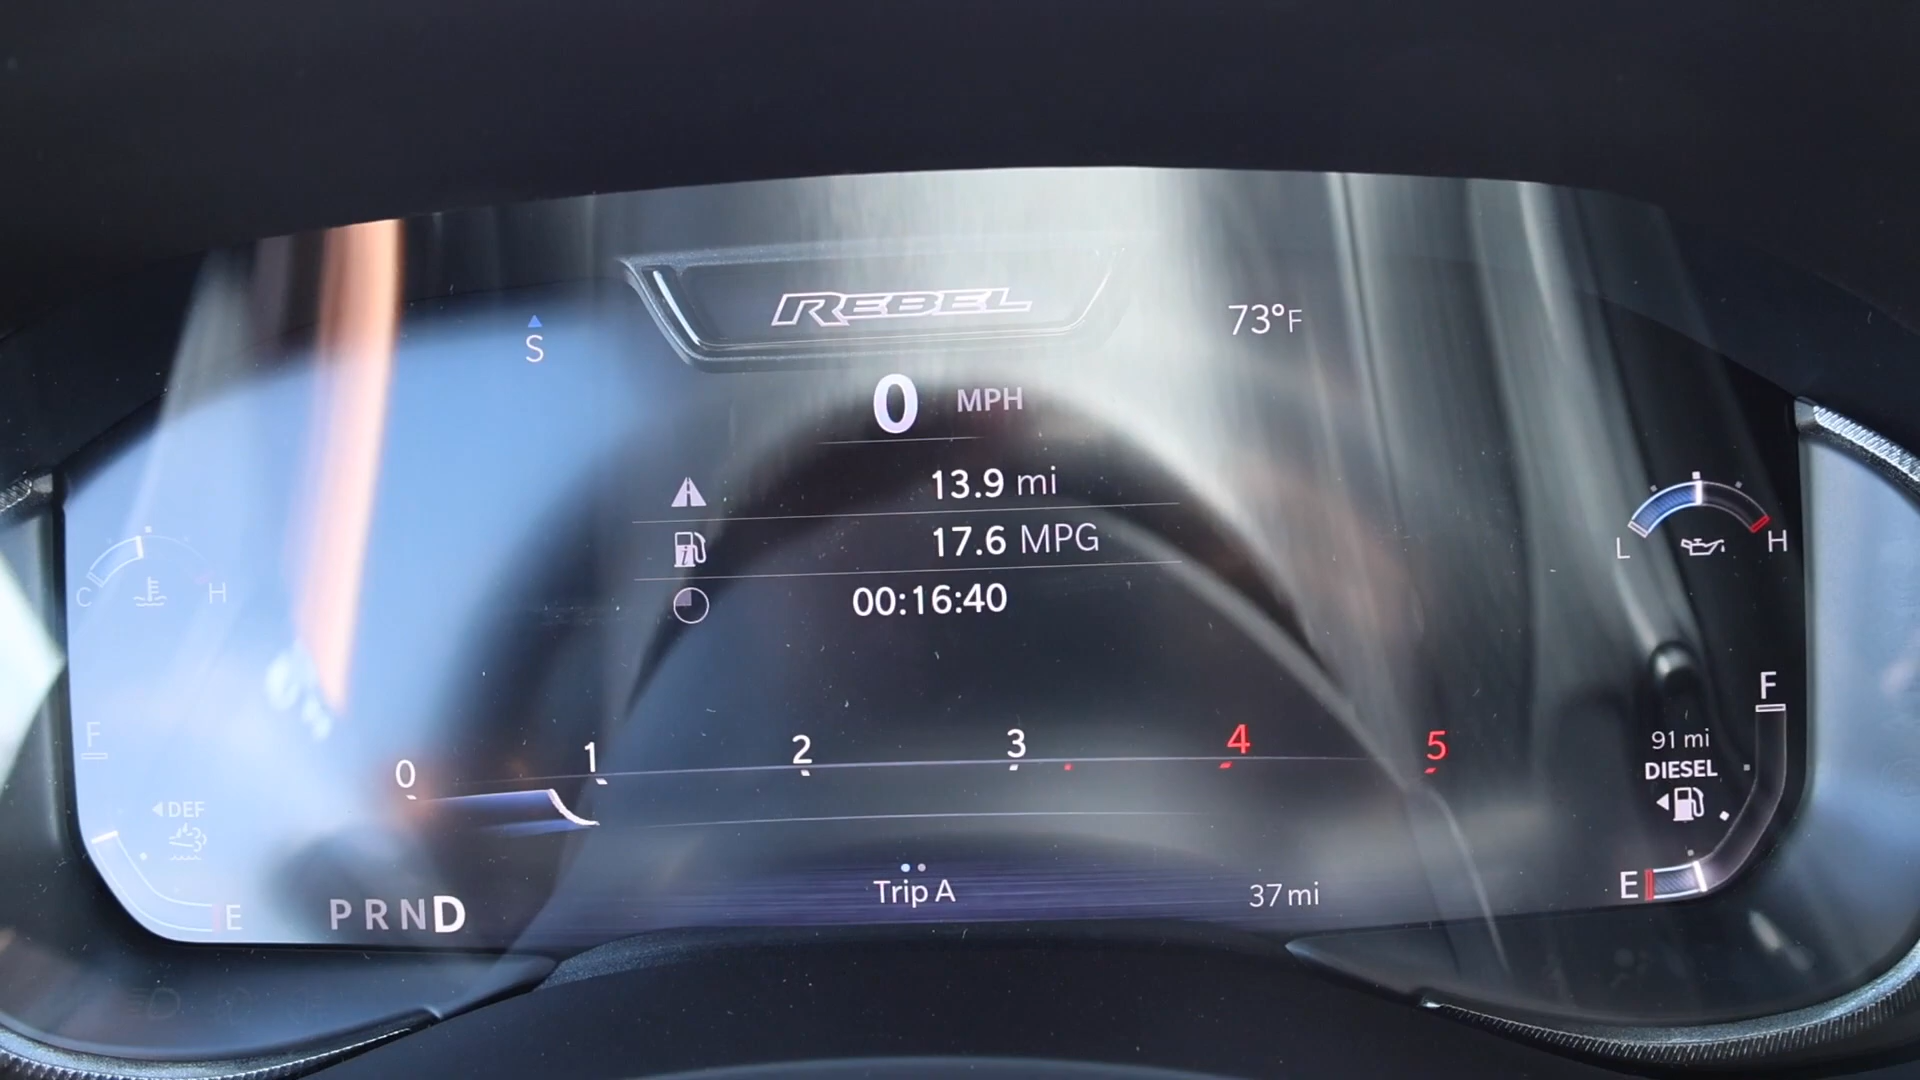 REBEL
S
73°F
0 MPH
13.9 mi
17.6 MPG
00:16:40
C H
L H
F
F
0 1 2 3 4 5
91 mi
DIESEL
DEF
E
E
PRND
Trip A
37 mi